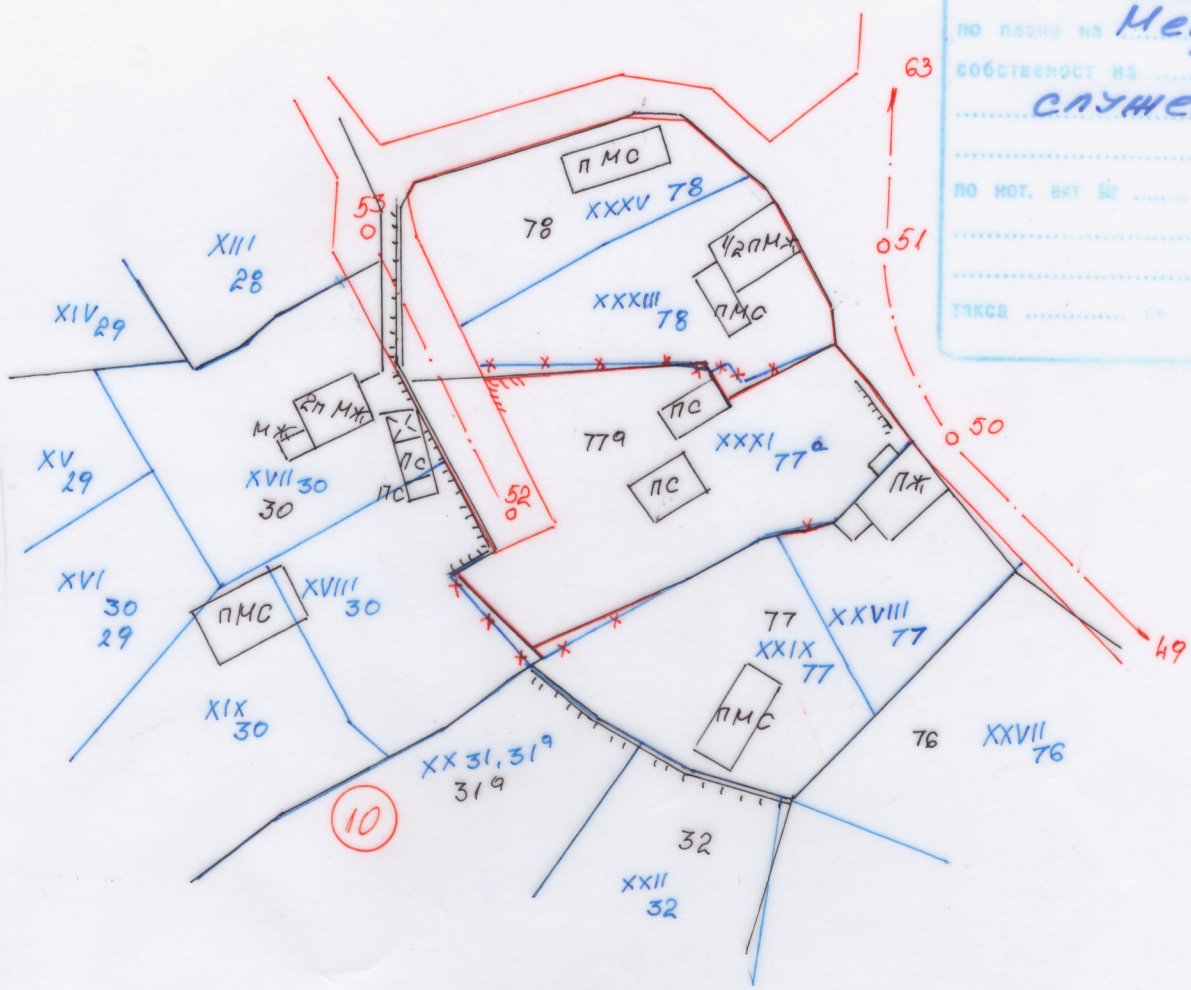 по плана на
собственост на
СЛУЖЕ
по нот. акт №
такса
63
51
50
49
53
52
ПМС
XXXV 78
78
1/2ПМЖ
ПМС
XXXIII
78
XIII
28
XIV 29
2п МЖ
МЖ
ПС
ПС
XV
29
XVII 30
30
ПС
77а
XXXI
77а
ПС
ПЖ
XVI
30
29
XVIII
30
ПМС
XIX
30
77
XXIX
77
XXVIII
77
ПМС
76
XXVII
76
XX 31, 31а
31а
10
32
XXII
32